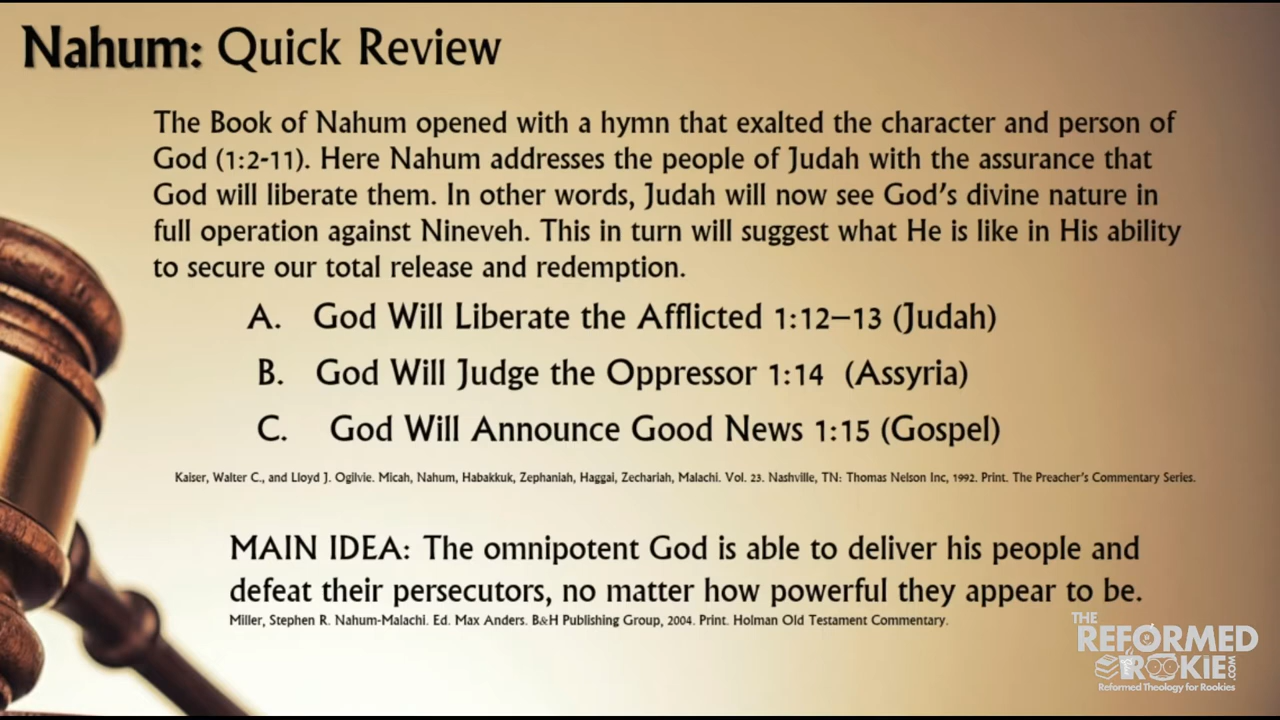 Nahum: Quick Review
The Book of Nahum opened with a hymn that exalted the character and person of
God (1:2-11). Here Nahum addresses the people of Judah with the assurance that
God will liberate them. In other words, Judah will now see God's divine nature in
full operation against Nineveh. This in turn will suggest what He is like in His ability
to secure our total release and redemption.
A. God Will Liberate the Afflicted 1:12–13 (Judah)
B. God Will Judge the Oppressor 1:14 (Assyria)
C. God Will Announce Good News 1:15 (Gospel)
Kaiser, Walter C., and Lloyd J. Ogilvie. Micah, Nahum, Habakkuk, Zephaniah, Haggai, Zechariah, Malachi. Vol. 23. Nashville, TN: Thomas Nelson Inc, 1992. Print. The Preacher's Commentary Series.
MAIN IDEA: The omnipotent God is able to deliver his people and
defeat their persecutors, no matter how powerful they appear to be.
Miller, Stephen R. Nahum-Malachi. Ed. Max Anders. B&H Publishing Group, 2004. Print. Holman Old Testament Commentary.
THE
REFORMED
ROOKIE.COM
Reformed Theology for Rookies